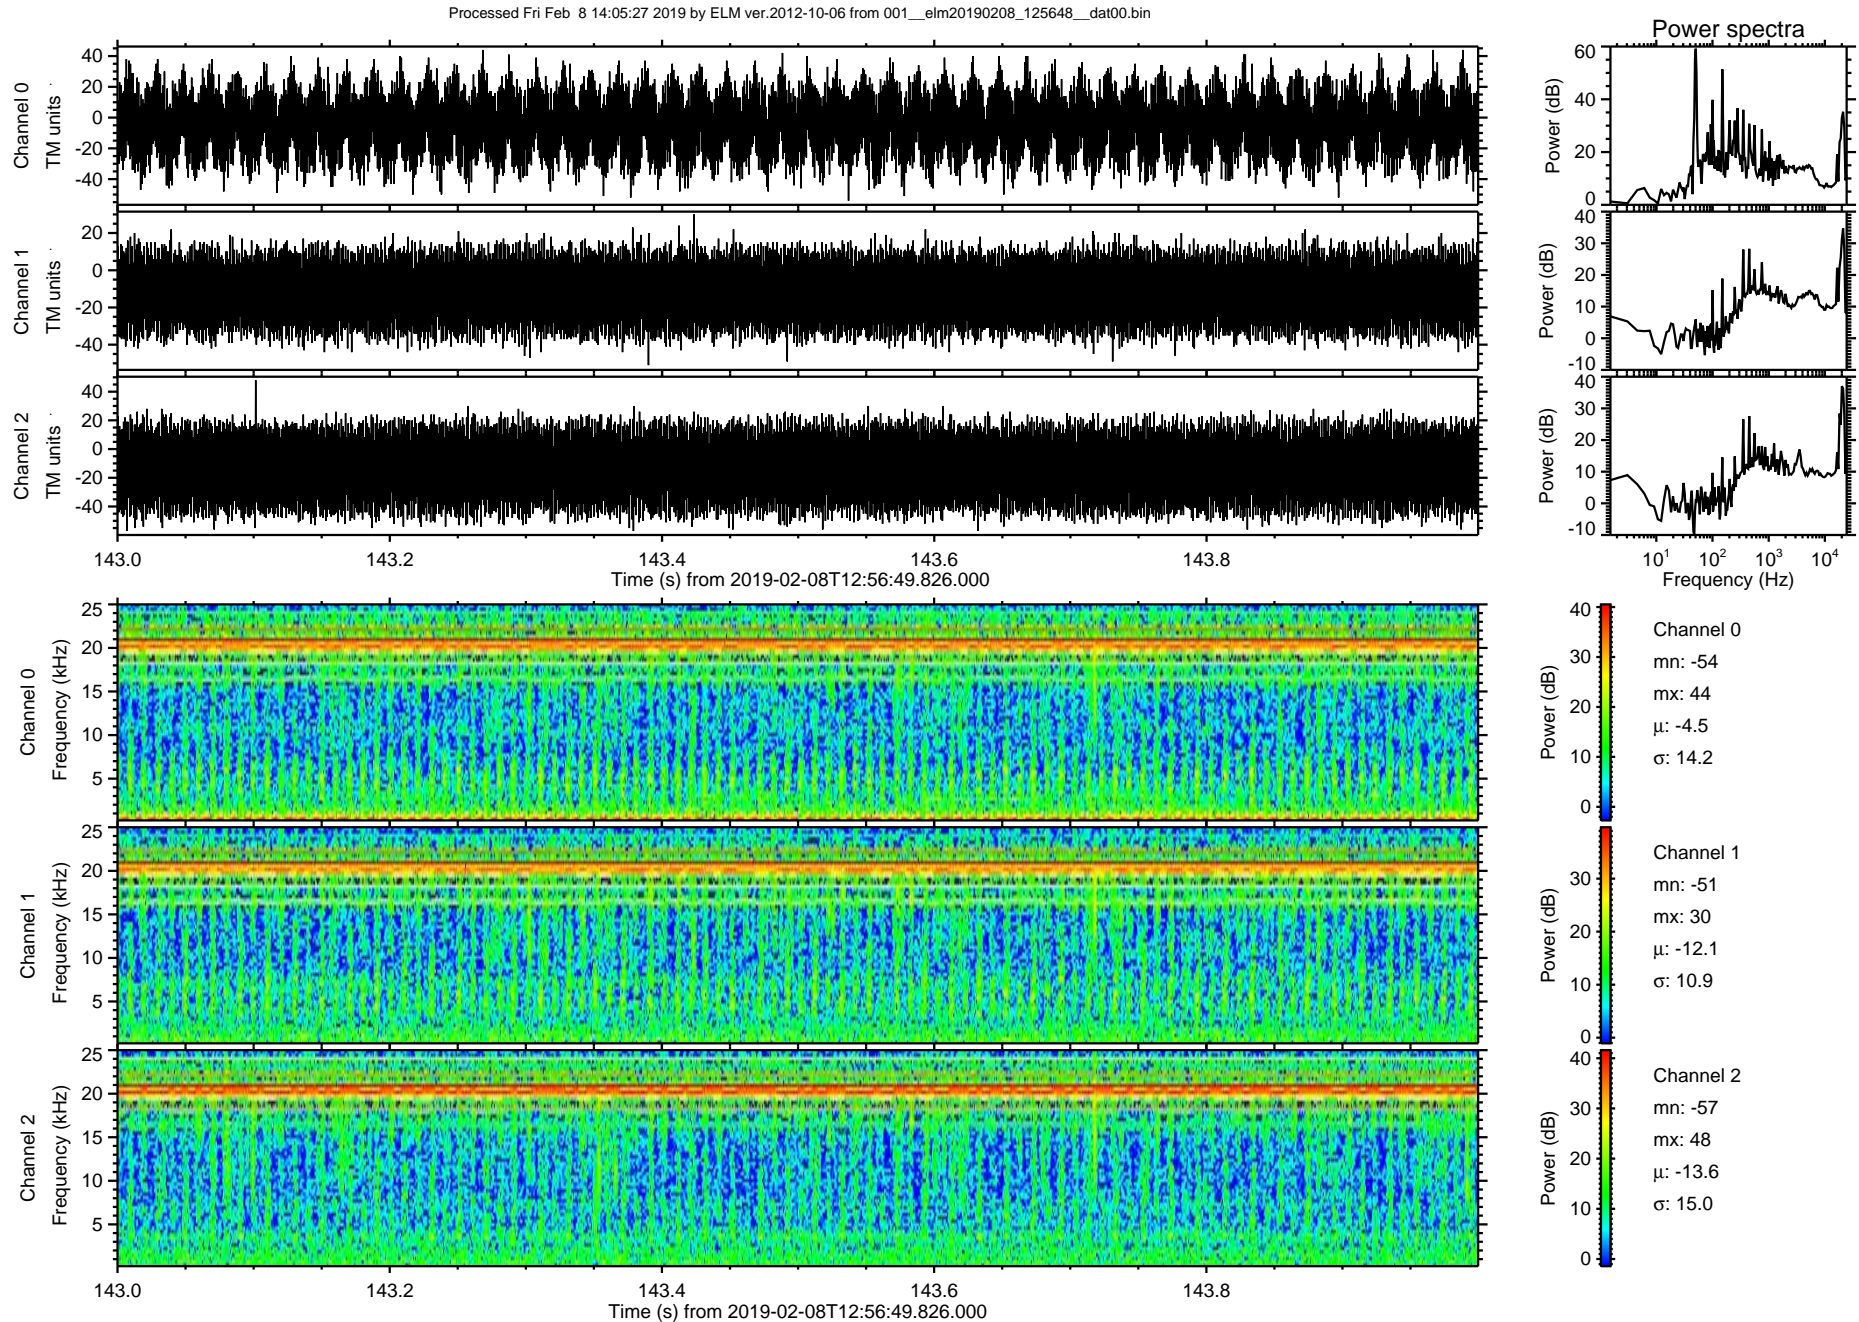 Processed Fri Feb  8 14:05:27 2019 by ELM ver.2012-10-06 from 001__elm20190208_125648__dat00.bin
Power spectra
Channel 0
TM units
40
20
0
-20
-40
Power (dB)
60
40
20
0
Channel 1
TM units
20
0
-20
-40
Power (dB)
40
30
20
10
0
-10
Channel 2
TM units
40
20
0
-20
-40
Power (dB)
40
30
20
10
0
-10
143.0 143.2 143.4 143.6 143.8
Time (s) from 2019-02-08T12:56:49.826.000
10^1 10^2 10^3 10^4
Frequency (Hz)
Channel 0
Frequency (kHz)
25
20
15
10
5
Power (dB)
40
30
20
10
0
Channel 0
mn: -54
mx: 44
μ: -4.5
σ: 14.2
Channel 1
Frequency (kHz)
25
20
15
10
5
Power (dB)
30
20
10
0
Channel 1
mn: -51
mx: 30
μ: -12.1
σ: 10.9
Channel 2
Frequency (kHz)
25
20
15
10
5
Power (dB)
40
30
20
10
0
Channel 2
mn: -57
mx: 48
μ: -13.6
σ: 15.0
143.0 143.2 143.4 143.6 143.8
Time (s) from 2019-02-08T12:56:49.826.000